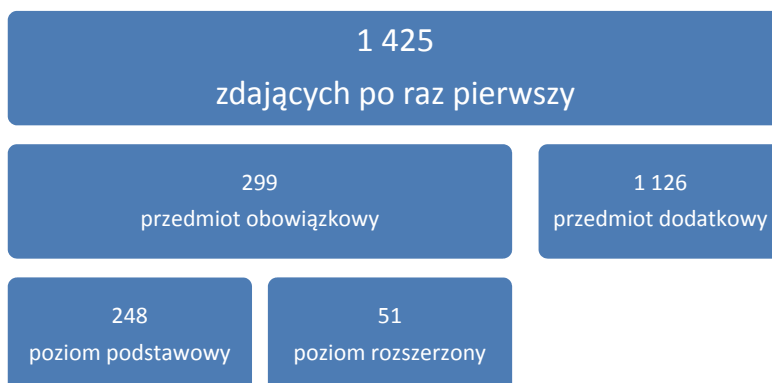 1 425
zdających po raz pierwszy
299
przedmiot obowiązkowy
1 126
przedmiot dodatkowy
248
poziom podstawowy
51
poziom rozszerzony